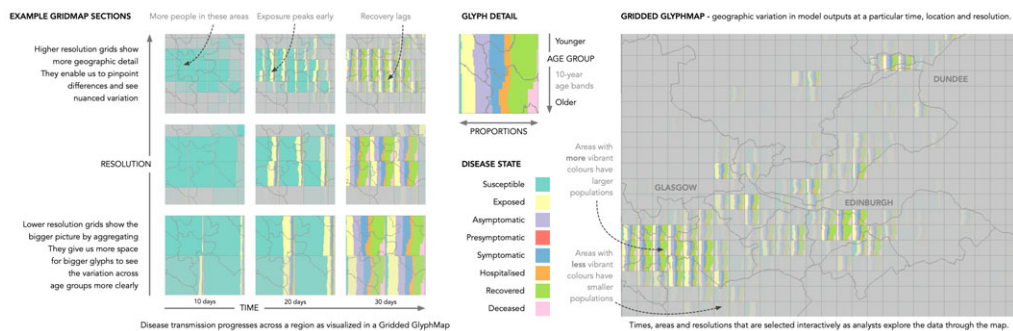 EXAMPLE GRIDMAP SECTIONS
More people in these areas
Exposure peaks early
Recovery lags
Higher resolution grids show
more geographic detail
They enable us to pinpoint
differences and see
nuanced variation
RESOLUTION
Lower resolution grids show the
bigger picture by aggregating
They give us more space
for bigger glyphs to see
the variation across
age groups more clearly
10 days
20 days
30 days
TIME
Disease transmission progresses across a region as visualized in a Gridded GlyphMap
GLYPH DETAIL
Younger
AGE GROUP
10-year
age bands
Older
PROPORTIONS
DISEASE STATE
Susceptible
Exposed
Asymptomatic
Presymptomatic
Symptomatic
Hospitalised
Recovered
Deceased
GRIDDED GLYPHMAP - geographic variation in model outputs at a particular time, location and resolution.
DUNDEE
Areas with
more vibrant
colours have
larger
populations
GLASGOW
EDINBURGH
Areas with
less vibrant
colours have
smaller
populations
Times, areas and resolutions that are selected interactively as analysts explore the data through the map.